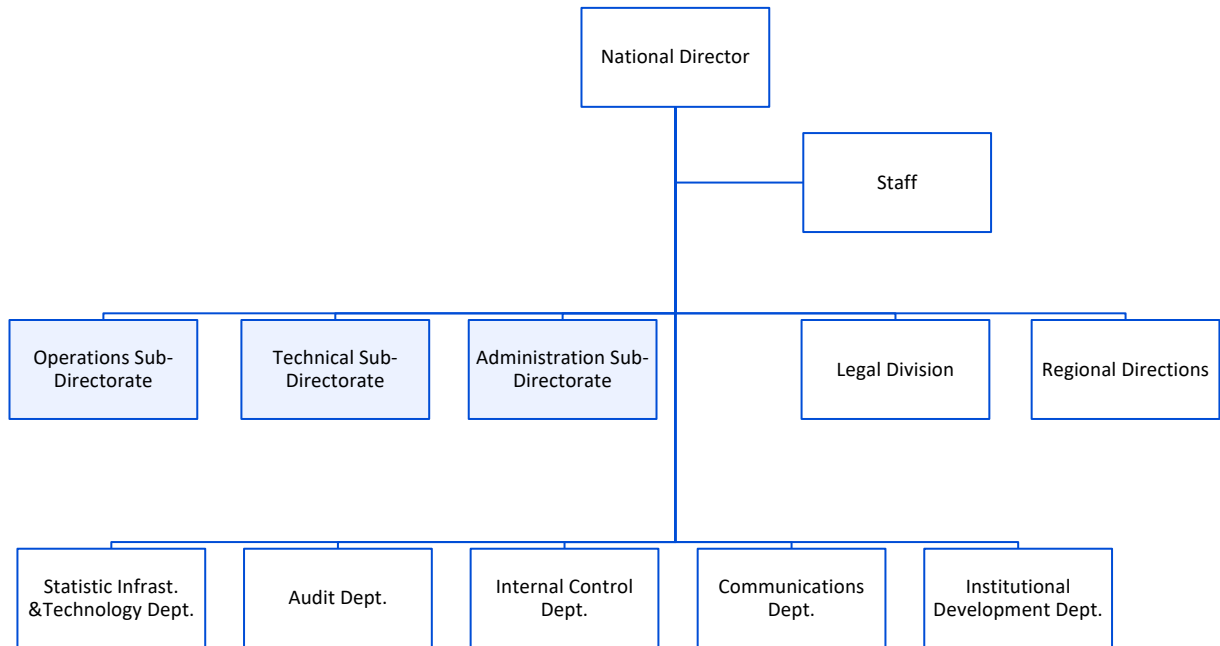 National Director
Staff
Operations Sub-
Directorate
Technical Sub-
Directorate
Administration Sub-
Directorate
Legal Division
Regional Directions
Statistic Infrast.
&Technology Dept.
Audit Dept.
Internal Control
Dept.
Communications
Dept.
Institutional
Development Dept.